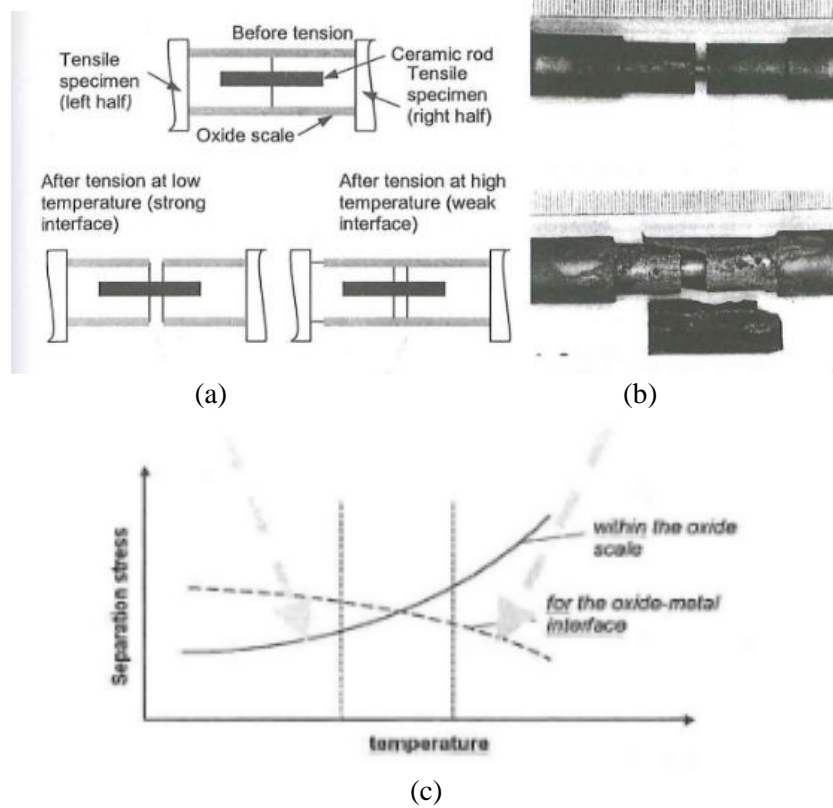 Before tension
Tensile
specimen
(left half)
Ceramic rod
Tensile
specimen
(right half)
Oxide scale
After tension at low
temperature (strong
interface)
After tension at high
temperature (weak
interface)
(a)
(b)
Separation stress
within the oxide
scale
for the oxide-metal
interface
temperature
(c)